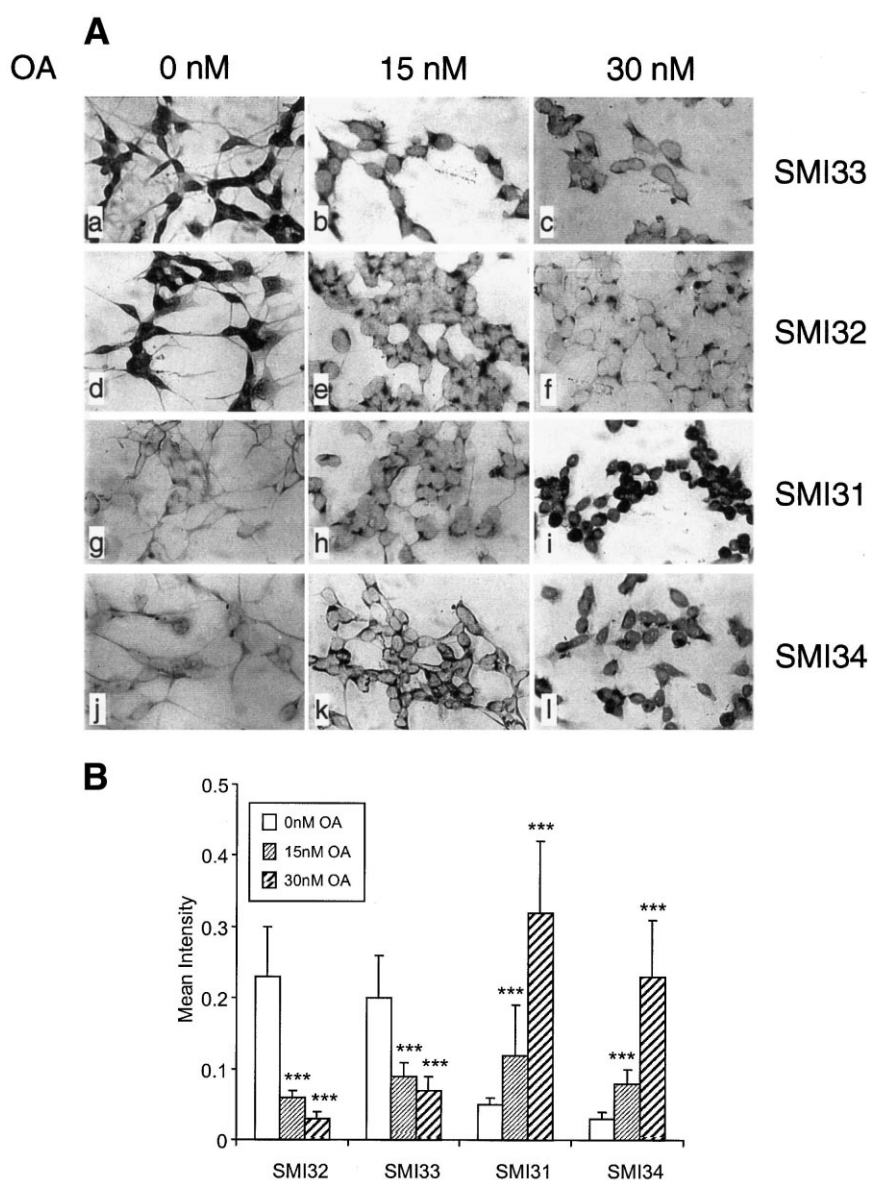 A
OA 0 nM 15 nM 30 nM
a b c SMI33
d e f SMI32
g h i SMI31
j k l SMI34
B
0.5
0nM OA
15nM OA
0.4
30nM OA
***
***
0.3
Mean Intensity
0.2
***
*** ***
***
0.1
***
0
SMI32 SMI33 SMI31 SMI34